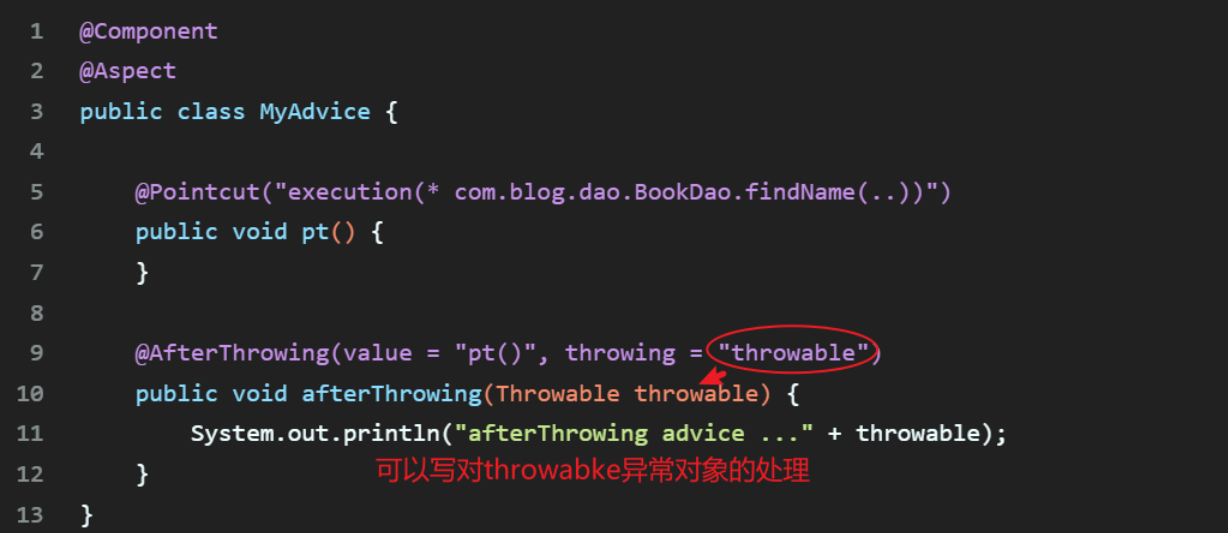 1 @Component
2 @Aspect
3 public class MyAdvice {
4
5 @Pointcut("execution(* com.blog.dao.BookDao.findName(..))")
6 public void pt() {
7 }
8
9 @AfterThrowing(value = "pt()", throwing = "throwable")
10 public void afterThrowing(Throwable throwable) {
11 System.out.println("afterThrowing advice ..." + throwable);
12 }
可以写对throwabke异常对象的处理
13 }